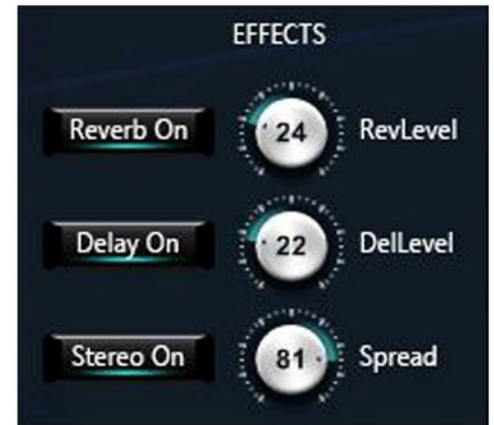 EFFECTS
Reverb On 24 RevLevel
Delay On 22 DelLevel
Stereo On 81 Spread